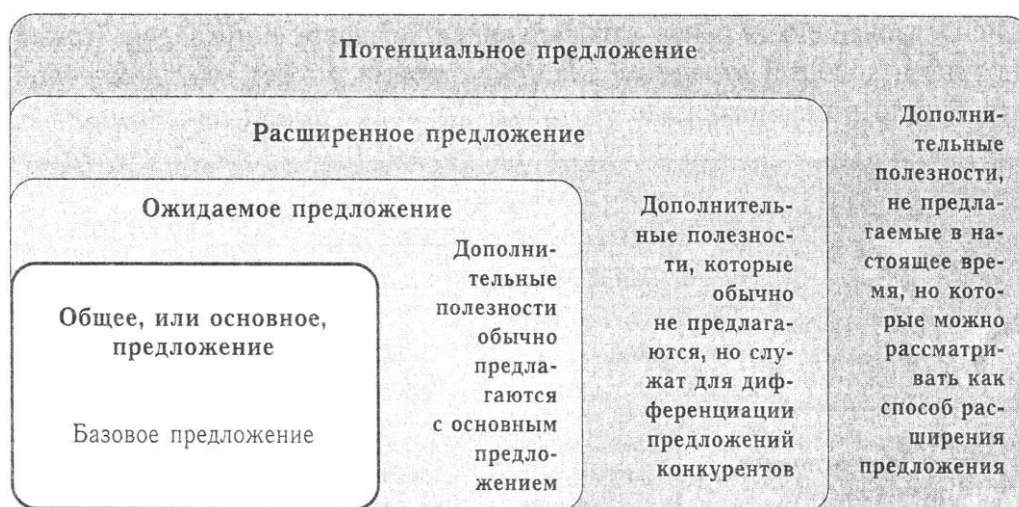 Потенциальное предложение
Расширенное предложение
Ожидаемое предложение
Общее, или основное,
предложение
Базовое предложение
Дополни-
тельные
полезности
обычно
предла-
гаются
с основным
предло-
жением
Дополнитель-
ные полезнос-
ти, которые
обычно
не предлага-
ются, но слу-
жат для диф-
ференциации
предложений
конкурентов
Дополни-
тельные
полезности,
не предла-
гаемые в на-
стоящее вре-
мя, но кото-
рые можно
рассматри-
вать как
способ рас-
ширения
предложения